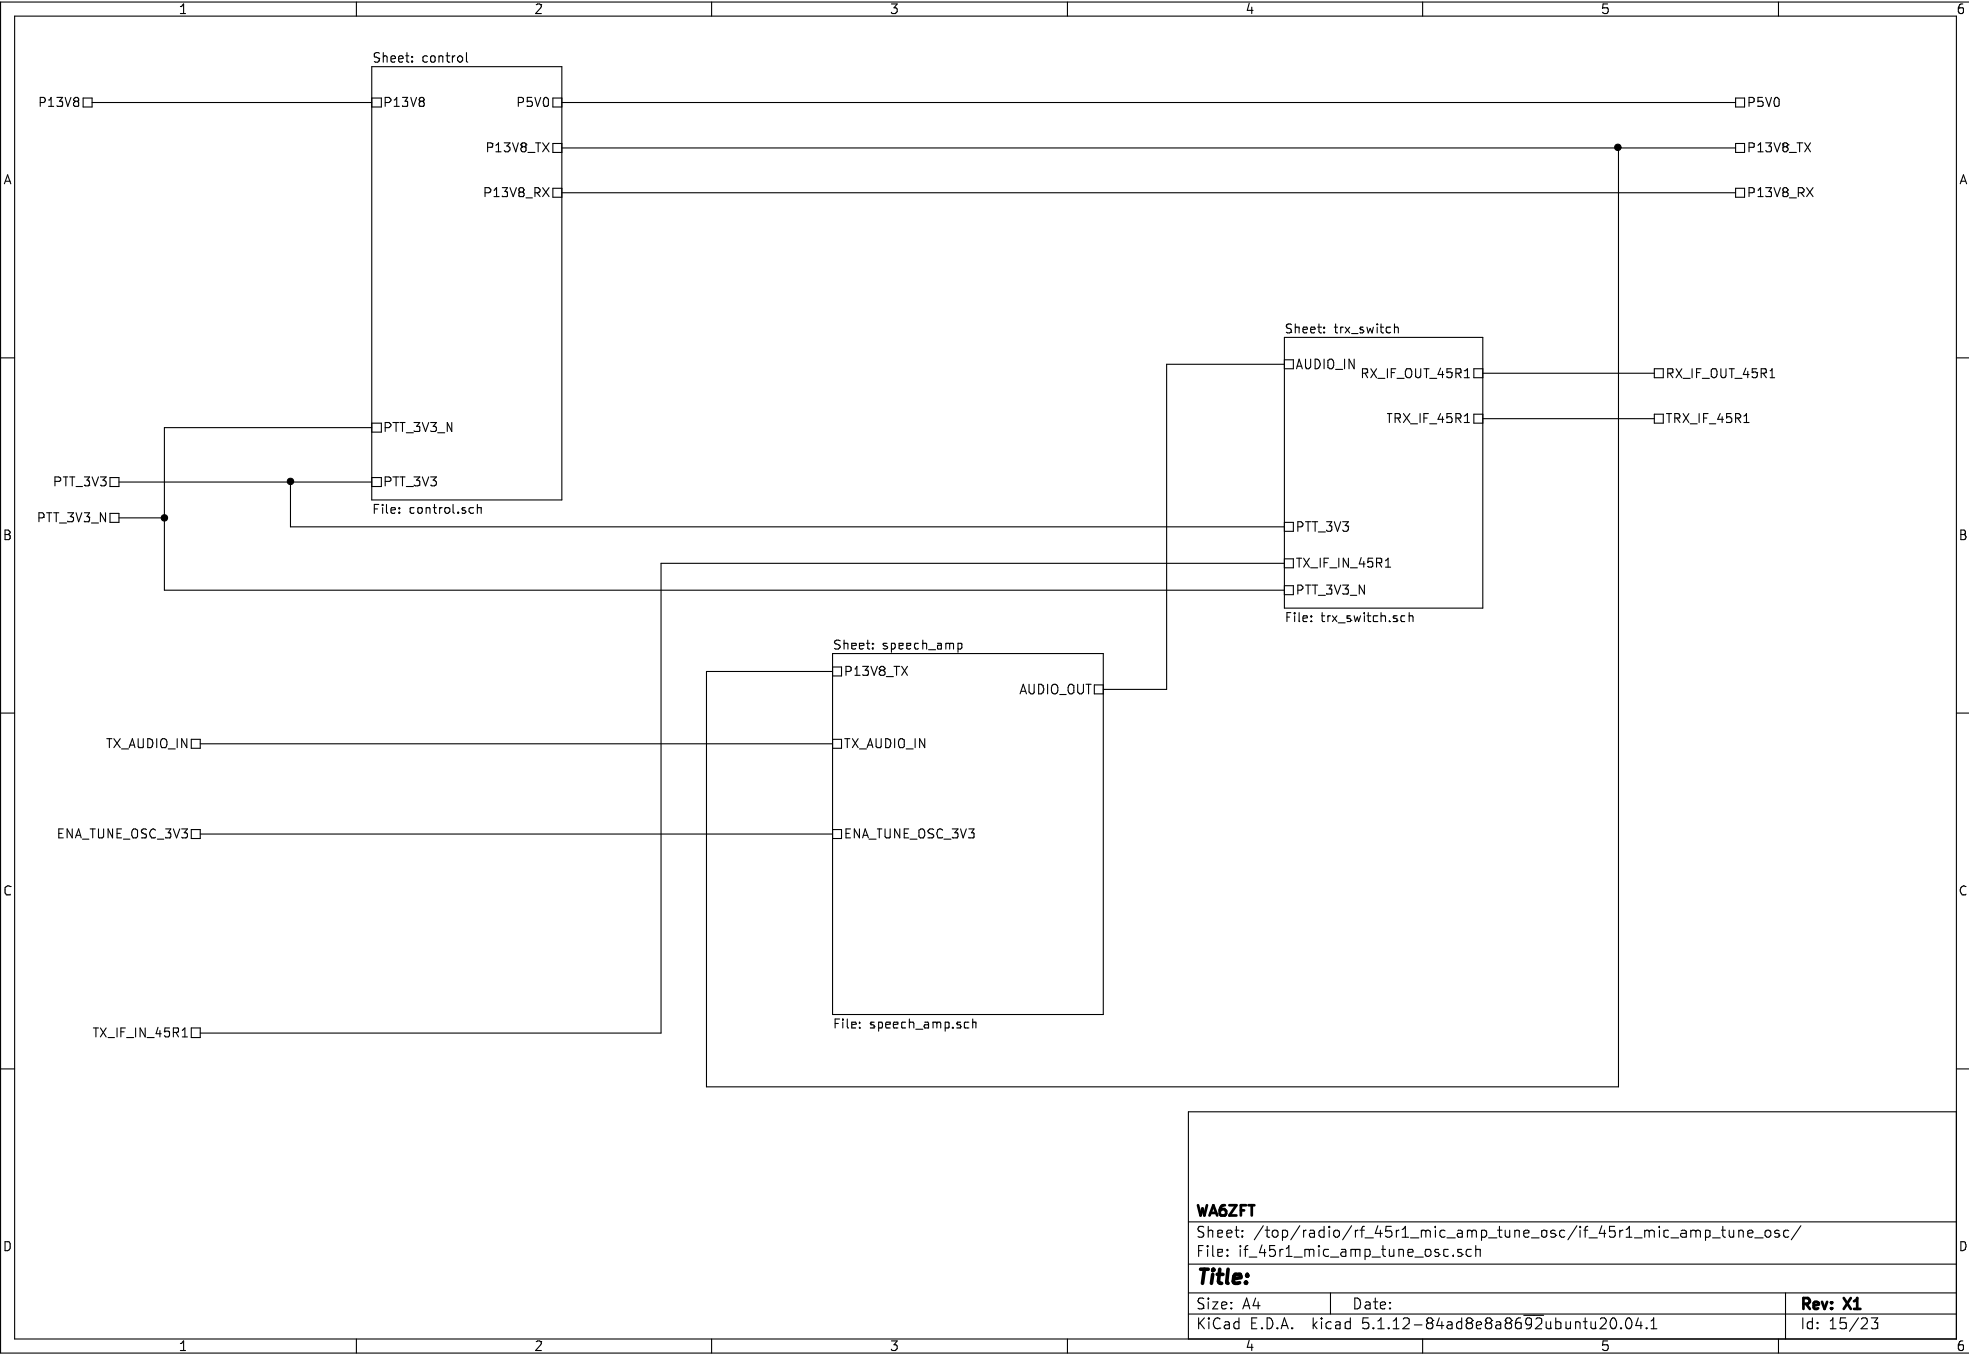 1 2 3 4 5 6
Sheet: control
P13V8 P13V8 P5V0 P5V0
P13V8_TX P13V8_TX
A A
P13V8_RX P13V8_RX
Sheet: trx_switch
AUDIO_IN
RX_IF_OUT_45R1 RX_IF_OUT_45R1
TRX_IF_45R1 TRX_IF_45R1
PTT_3V3_N
PTT_3V3 PTT_3V3
File: control.sch
PTT_3V3_N
PTT_3V3
B B
TX_IF_IN_45R1
PTT_3V3_N
File: trx_switch.sch
Sheet: speech_amp
P13V8_TX
AUDIO_OUT
TX_AUDIO_IN TX_AUDIO_IN
ENA_TUNE_OSC_3V3 ENA_TUNE_OSC_3V3
C C
File: speech_amp.sch
TX_IF_IN_45R1
WA6ZFT
Sheet: /top/radio/rf_45r1_mic_amp_tune_osc/if_45r1_mic_amp_tune_osc/
D D
File: if_45r1_mic_amp_tune_osc.sch
Title:
Size: A4 Date: Rev: X1
KiCad E.D.A. kicad 5.1.12-84ad8e8a8692ubuntu20.04.1 Id: 15/23
1 2 3 4 5 6